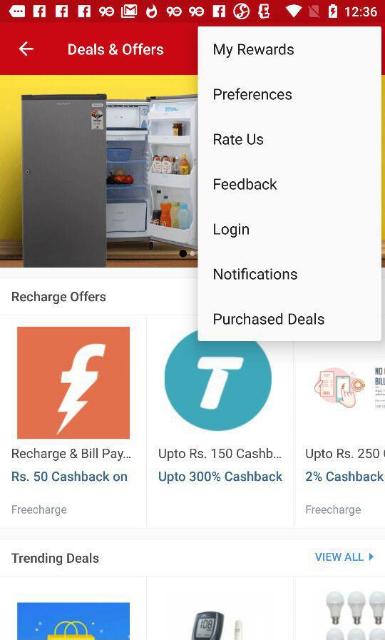 12:36
Deals & Offers
My Rewards
Preferences
Rate Us
Feedback
Login
Notifications
Purchased Deals
Recharge Offers
Recharge & Bill Pay...
Rs. 50 Cashback on
Freecharge
T
Upto Rs. 150 Cashb...
Upto 300% Cashback
Upto Rs. 250
2% Cashback
Freecharge
Trending Deals
VIEW ALL